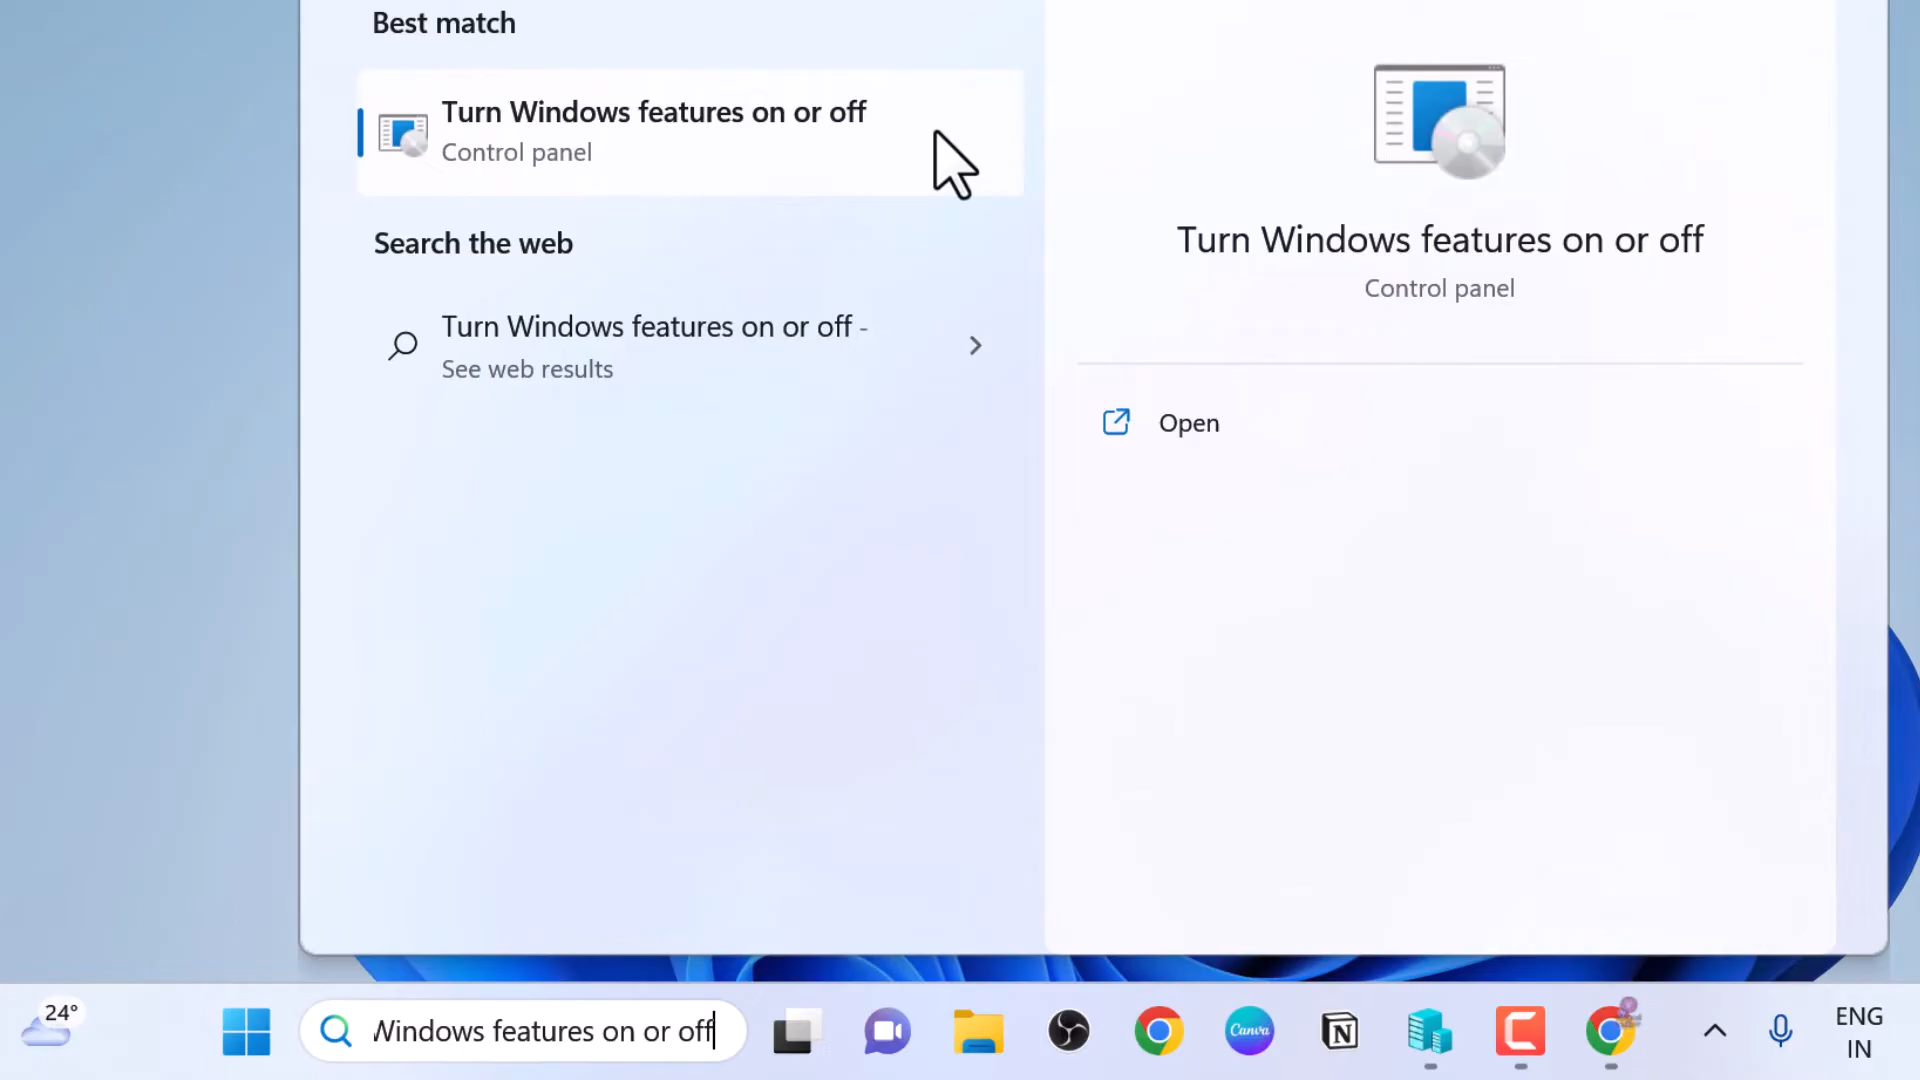 Best match
Turn Windows features on or off
Control panel
Search the web
Turn Windows features on or off -
See web results
Turn Windows features on or off
Control panel
Open
24°
Windows features on or off
Canva
N
C
ENG
IN